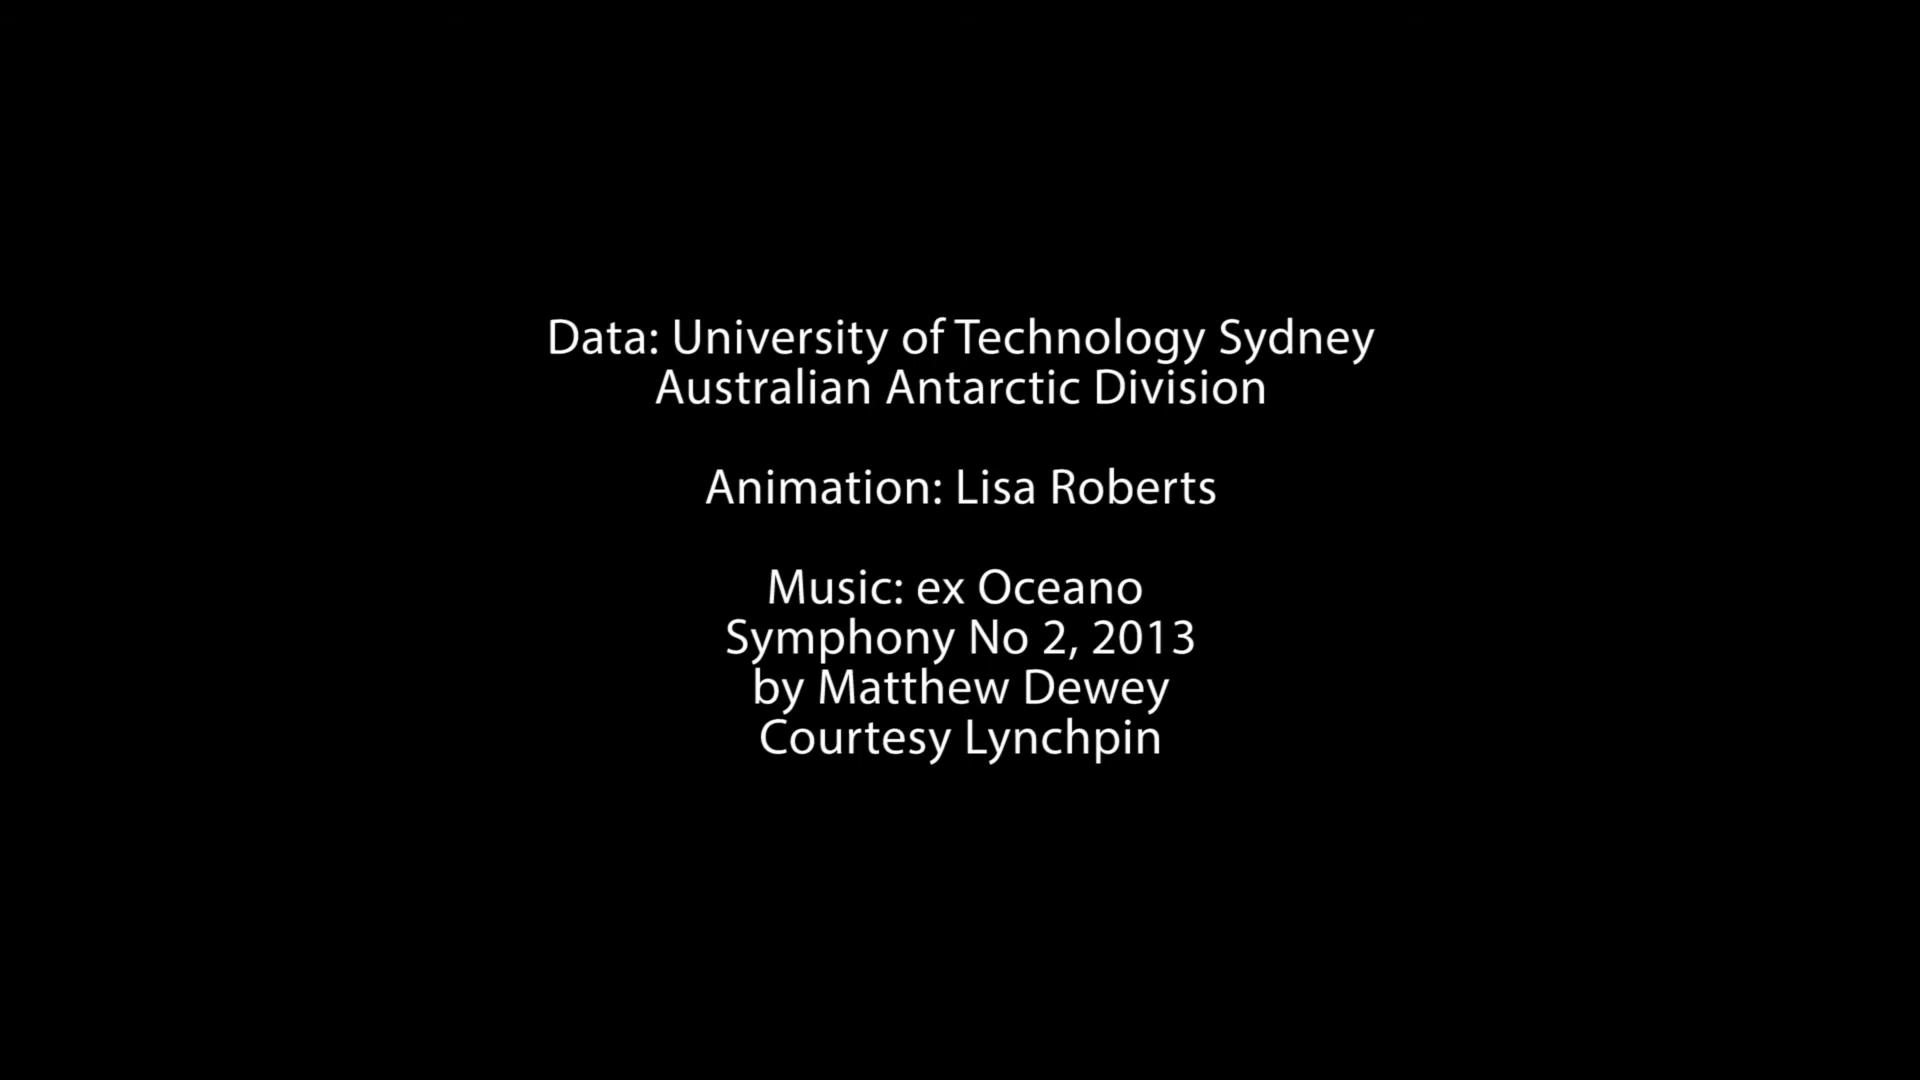 Data: University of Technology Sydney
Australian Antarctic Division
Animation: Lisa Roberts
Music: ex Oceano
Symphony No 2, 2013
by Matthew Dewey
Courtesy Lynchpin